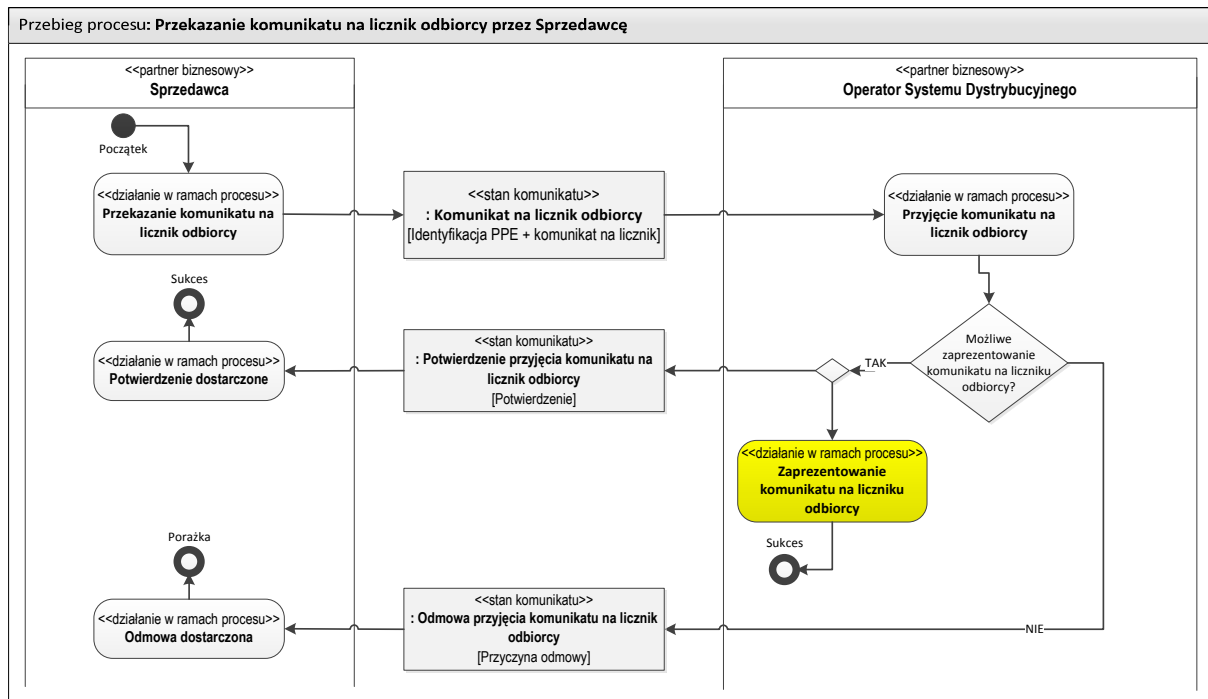 Przebieg procesu: Przekazanie komunikatu na licznik odbiorcy przez Sprzedawcę
<<partner biznesowy>>
Sprzedawca
<<partner biznesowy>>
Operator Systemu Dystrybucyjnego
Początek
<<działanie w ramach procesu>>
Przekazanie komunikatu na
licznik odbiorcy
<<stan komunikatu>>
: Komunikat na licznik odbiorcy
[Identyfikacja PPE + komunikat na licznik]
<<działanie w ramach procesu>>
Przyjęcie komunikatu na
licznik odbiorcy
Sukces
<<działanie w ramach procesu>>
Potwierdzenie dostarczone
<<stan komunikatu>>
: Potwierdzenie przyjęcia komunikatu na
licznik odbiorcy
[Potwierdzenie]
TAK
Możliwe
zaprezentowanie
komunikatu na liczniku
odbiorcy?
<<działanie w ramach procesu>>
Zaprezentowanie
komunikatu na liczniku
odbiorcy
Sukces
Porażka
<<działanie w ramach procesu>>
Odmowa dostarczona
<<stan komunikatu>>
: Odmowa przyjęcia komunikatu na licznik
odbiorcy
[Przyczyna odmowy]
NIE